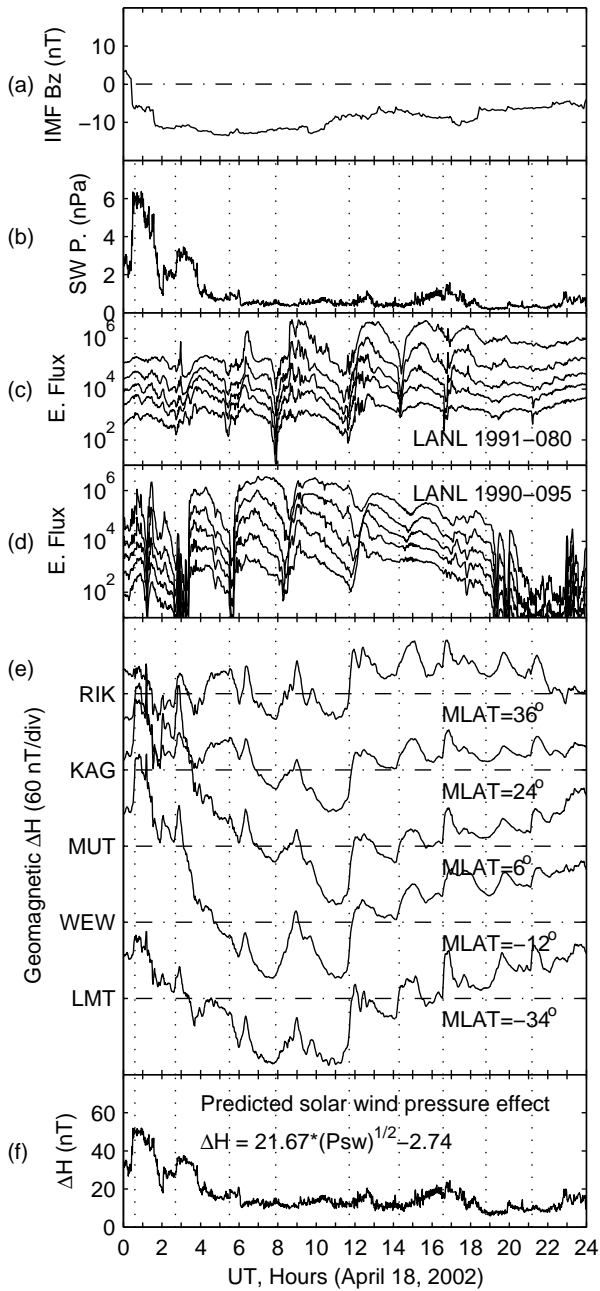 (a)
IMF Bz (nT)
10
0
−10
(b)
SW P. (nPa)
6
4
2
0
(c)
E. Flux
10^6
10^4
10^2
LANL 1991−080
(d)
E. Flux
10^6
10^4
10^2
LANL 1990−095
(e)
Geomagnetic ΔH (60 nT/div)
RIK
MLAT=36^o
KAG
MLAT=24^o
MUT
MLAT=6^o
WEW
MLAT=−12^o
LMT
MLAT=−34^o
(f)
ΔH (nT)
60
40
20
0
Predicted solar wind pressure effect
ΔH = 21.67*(Psw)^1/2−2.74
0 2 4 6 8 10 12 14 16 18 20 22 24
UT, Hours (April 18, 2002)